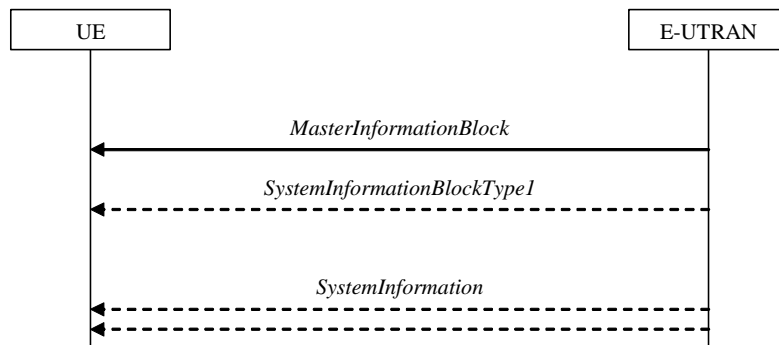 UE
E-UTRAN
MasterInformationBlock
SystemInformationBlockType1
SystemInformation